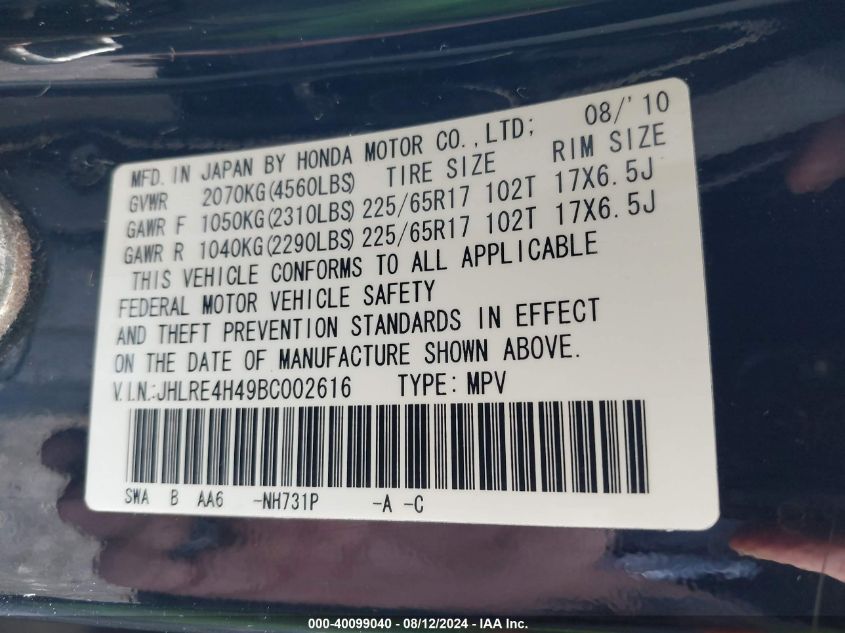 MFD. IN JAPAN BY HONDA MOTOR CO.,LTD; 08/'10
GVWR 2070KG(4560LBS) TIRE SIZE RIM SIZE
GAWR F 1050KG(2310LBS) 225/65R17 102T 17X6.5J
GAWR R 1040KG(2290LBS) 225/65R17 102T 17X6.5J
THIS VEHICLE CONFORMS TO ALL APPLICABLE
FEDERAL MOTOR VEHICLE SAFETY
AND THEFT PREVENTION STANDARDS IN EFFECT
ON THE DATE OF MANUFACTURE SHOWN ABOVE.
V.I.N.:JHLRE4H49BC002616 TYPE: MPV
SWA B AA6 -NH731P -A -C
000-40099040 - 08/12/2024 - IAA Inc.